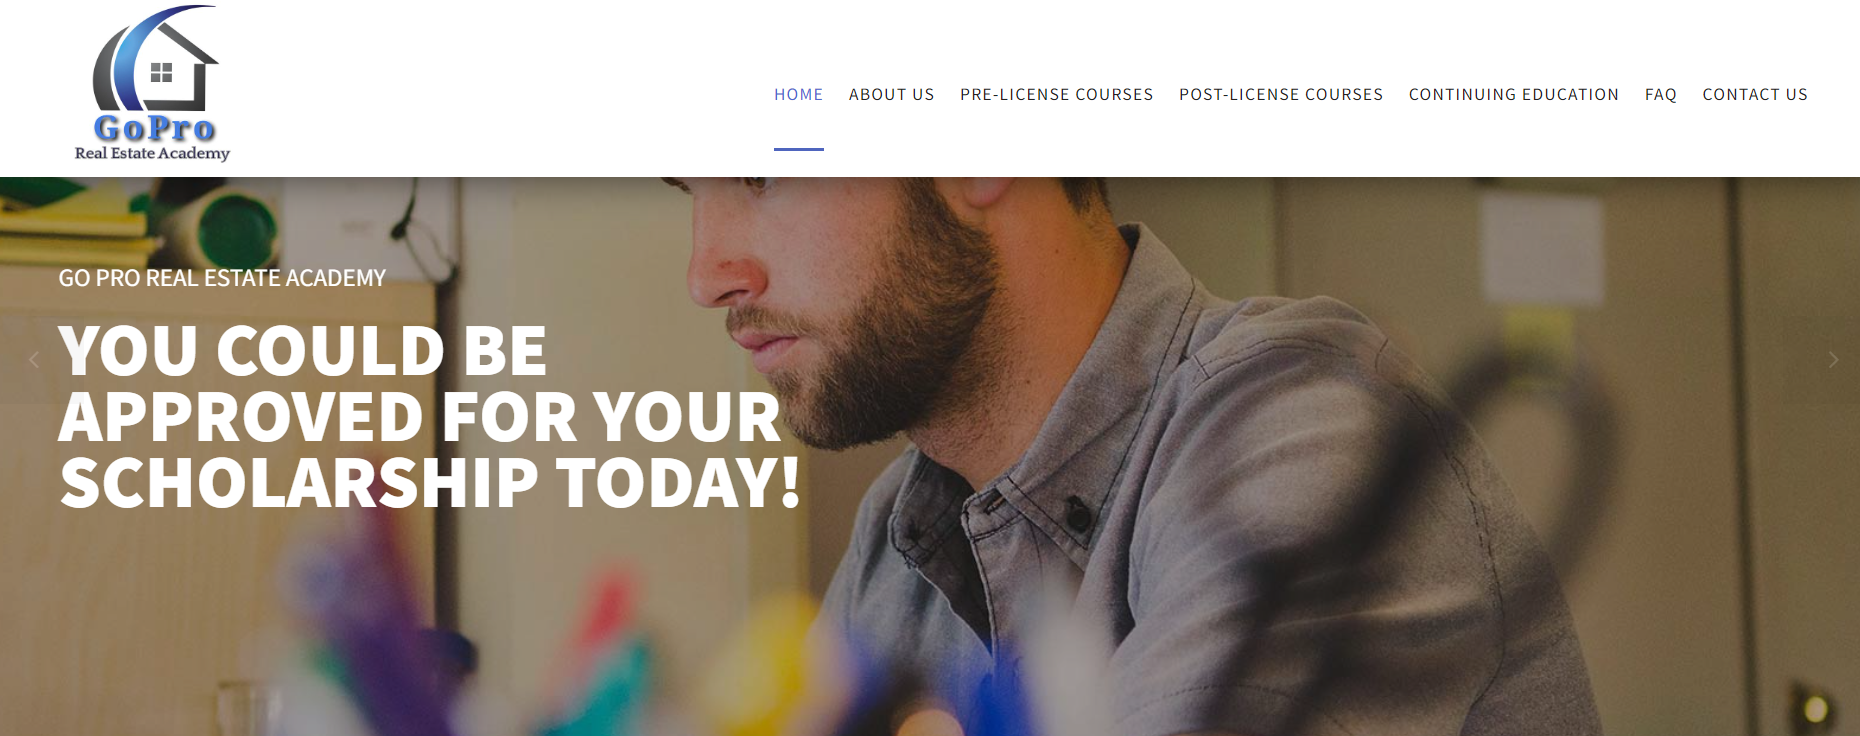 GoPro
Real Estate Academy
HOME ABOUT US PRE-LICENSE COURSES POST-LICENSE COURSES CONTINUING EDUCATION FAQ CONTACT US
GO PRO REAL ESTATE ACADEMY
YOU COULD BE
APPROVED FOR YOUR
SCHOLARSHIP TODAY!